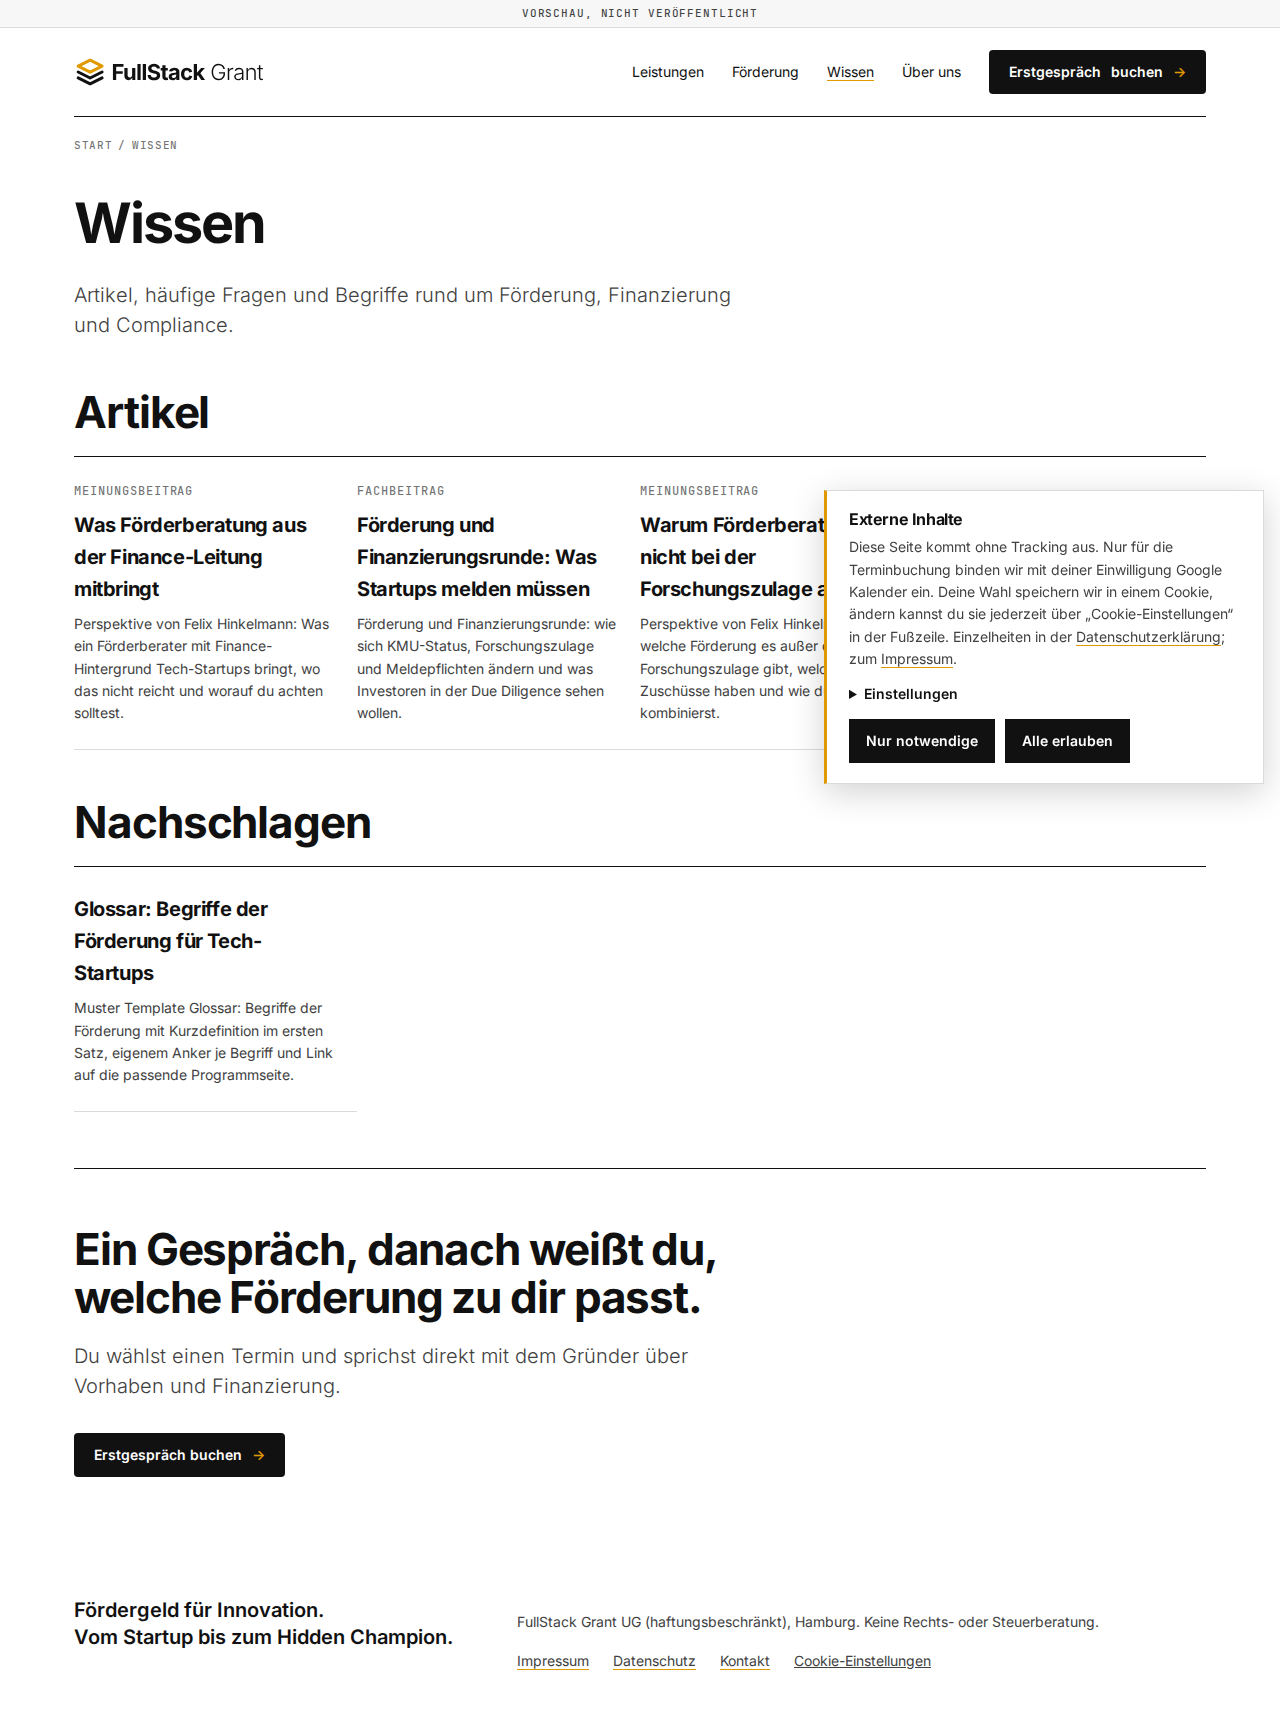 VORSCHAU, NICHT VERÖFFENTLICHT
FullStack Grant
Leistungen Förderung Wissen Über uns Erstgespräch buchen →
START / WISSEN
Wissen
Artikel, häufige Fragen und Begriffe rund um Förderung, Finanzierung
und Compliance.
Artikel
MEINUNGSBEITRAG
Was Förderberatung aus
der Finance-Leitung
mitbringt
Perspektive von Felix Hinkelmann: Was
ein Förderberater mit Finance-
Hintergrund Tech-Startups bringt, wo
das nicht reicht und worauf du achten
solltest.
FACHBEITRAG
Förderung und
Finanzierungsrunde: Was
Startups melden müssen
Förderung und Finanzierungsrunde: wie
sich KMU-Status, Forschungszulage
und Meldepflichten ändern und was
Investoren in der Due Diligence sehen
wollen.
MEINUNGSBEITRAG
Warum Förderberat
nicht bei der
Forschungszulage
Perspektive von Felix Hinkel
welche Förderung es außer
Forschungszulage gibt,
Zuschüsse haben und wie
kombinierst.
Externe Inhalte
Diese Seite kommt ohne Tracking aus. Nur für die
Terminbuchung binden wir mit deiner Einwilligung Google
Kalender ein. Deine Wahl speichern wir in einem Cookie,
ändern kannst du sie jederzeit über „Cookie-Einstellungen“
in der Fußzeile. Einzelheiten in der Datenschutzerklärung;
zum Impressum.
Einstellungen
Nur notwendige Alle erlauben
Nachschlagen
Glossar: Begriffe der
Förderung für Tech-
Startups
Muster Template Glossar: Begriffe der
Förderung mit Kurzdefinition im ersten
Satz, eigenem Anker je Begriff und Link
auf die passende Programmseite.
Ein Gespräch, danach weißt du,
welche Förderung zu dir passt.
Du wählst einen Termin und sprichst direkt mit dem Gründer über
Vorhaben und Finanzierung.
Erstgespräch buchen →
Fördergeld für Innovation.
Vom Startup bis zum Hidden Champion.
FullStack Grant UG (haftungsbeschränkt), Hamburg. Keine Rechts- oder Steuerberatung.
Impressum Datenschutz Kontakt Cookie-Einstellungen